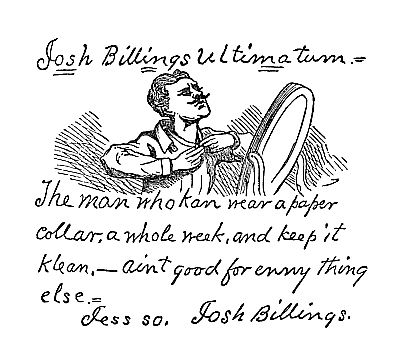 Josh Billings Ultimatum.=
The man who kan wear a paper
collar, a whole week, and keep it
klean,— aint good for enny thing
else.=
Jess so. Josh Billings.